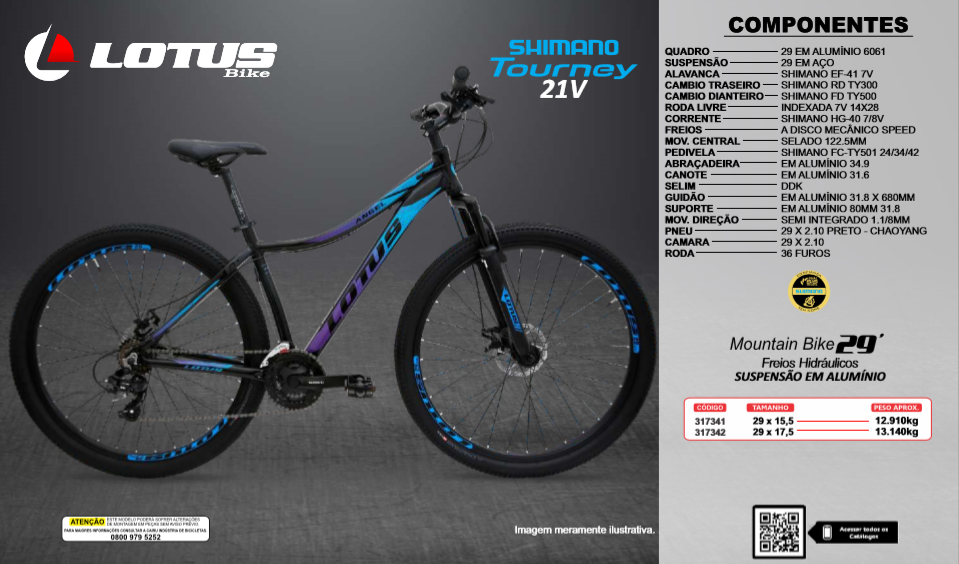 LOTUS
Bike
SHIMANO
Tourney
21V
ANGEL
LOTUS
LOTUS
LOTUS
ATENÇÃO ESTE MODELO PODERÁ SOFRER ALTERAÇÕES
DE MONTAGEM EM PEÇAS SEM AVISO PRÉVIO.
PARA MAIORES INFORMAÇÕES CONSULTAR A CAIRU INDÚSTRIA DE BICICLETAS.
0800 979 5252
Imagem meramente ilustrativa.
COMPONENTES
QUADRO 29 EM ALUMÍNIO 6061
SUSPENSÃO 29 EM AÇO
ALAVANCA SHIMANO EF-41 7V
CAMBIO TRASEIRO SHIMANO RD TY300
CAMBIO DIANTEIRO SHIMANO FD TY500
RODA LIVRE INDEXADA 7V 14X28
CORRENTE SHIMANO HG-40 7/8V
FREIOS A DISCO MECÂNICO SPEED
MOV. CENTRAL SELADO 122.5MM
PEDIVELA SHIMANO FC-TY501 24/34/42
ABRAÇADEIRA EM ALUMÍNIO 34.9
CANOTE EM ALUMÍNIO 31.6
SELIM DDK
GUIDÃO EM ALUMÍNIO 31.8 X 680MM
SUPORTE EM ALUMÍNIO 80MM 31.8
MOV. DIREÇÃO SEMI INTEGRADO 1.1/8MM
PNEU 29 X 2.10 PRETO - CHAOYANG
CAMARA 29 X 2.10
RODA 36 FUROS
SHIMANO
Mountain Bike 29´
Freios Hidráulicos
SUSPENSÃO EM ALUMÍNIO
CÓDIGO TAMANHO PESO APROX.
317341 29 x 15,5 12.910kg
317342 29 x 17,5 13.140kg
Acessar todos os
Catálogos